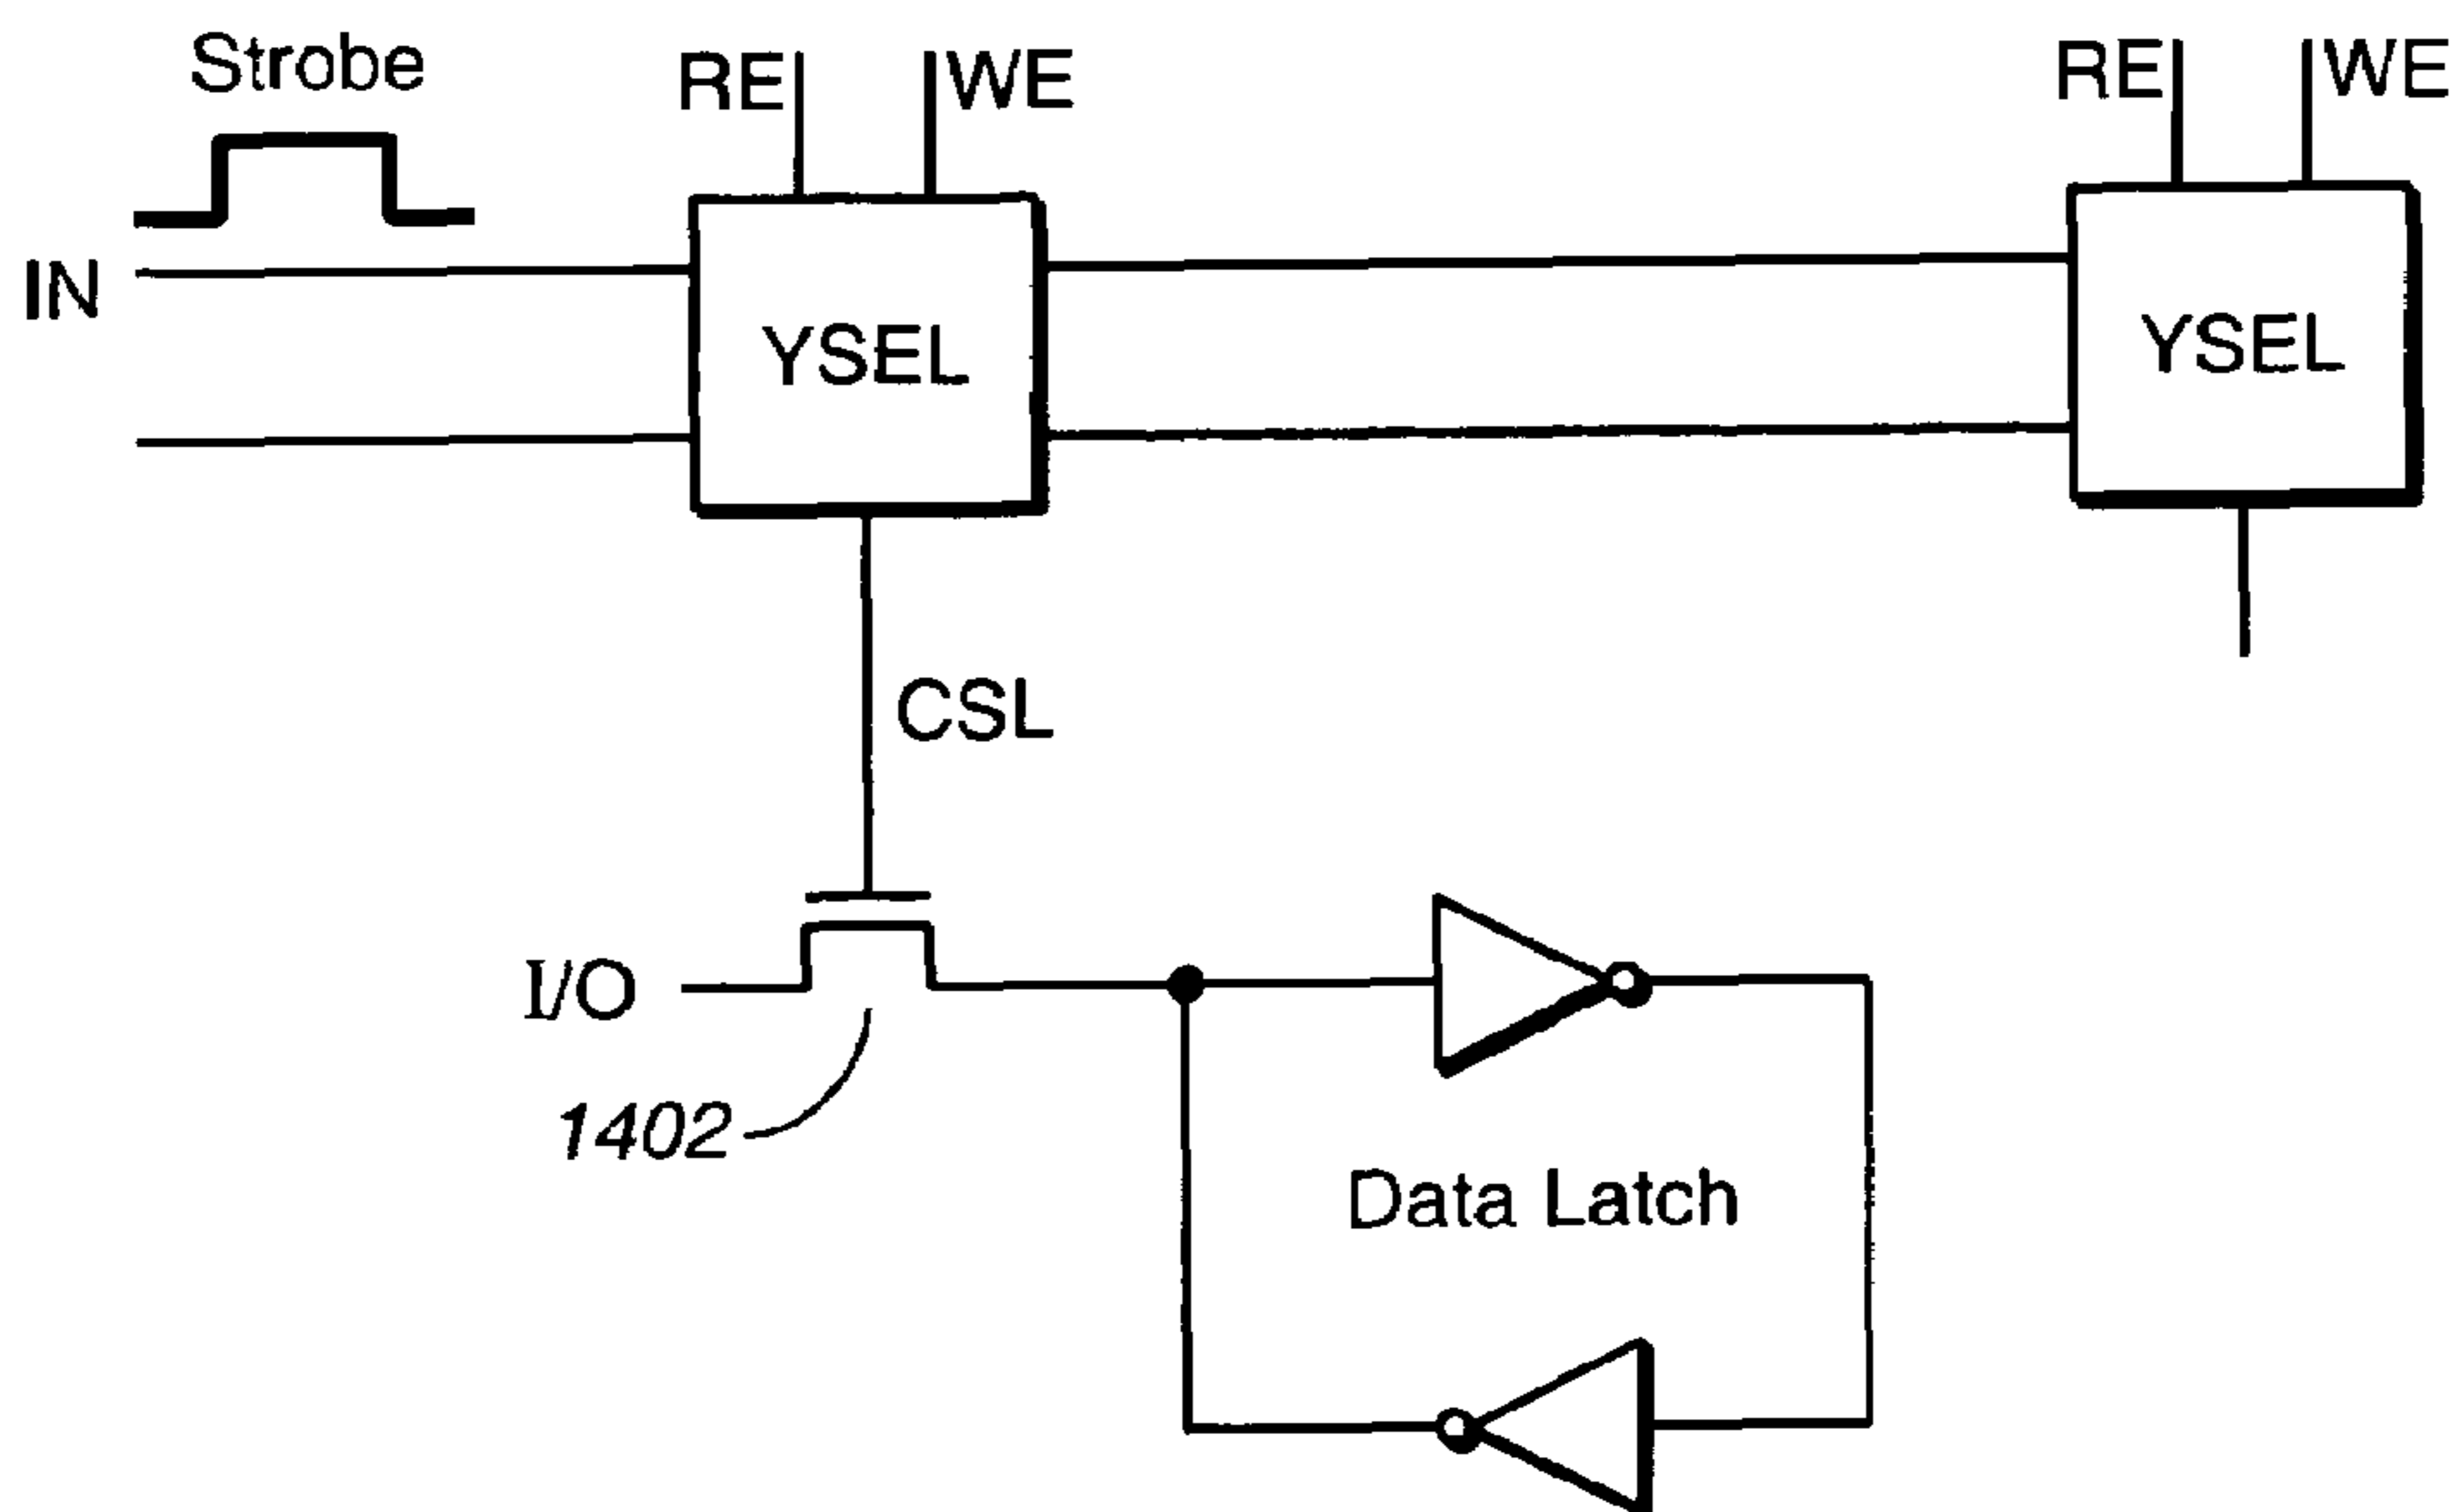 Strobe
RE
WE
RE
WE
IN
YSEL
YSEL
CSL
I/O
1402
Data Latch